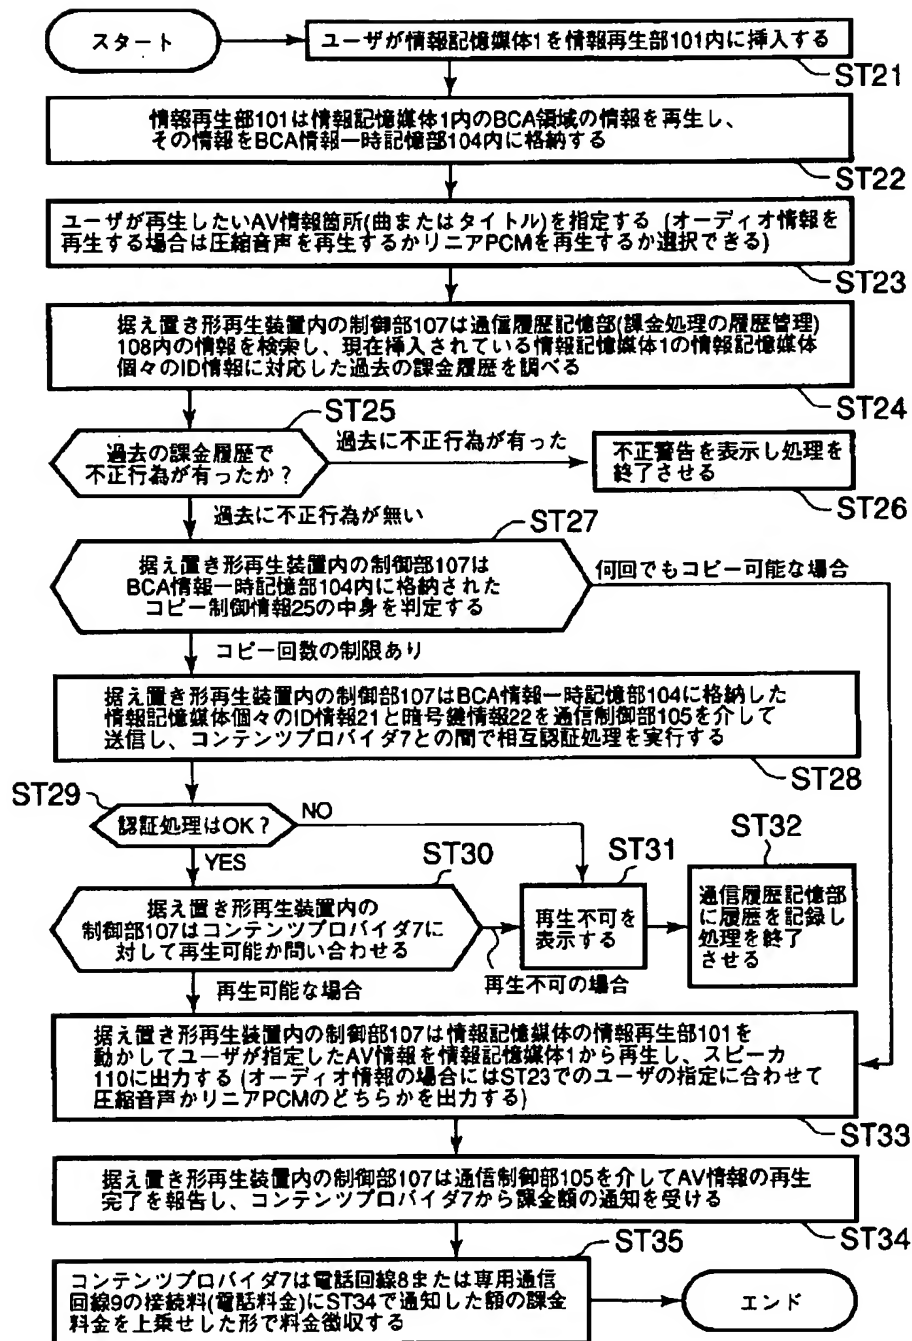 スタート
ユーザが情報記憶媒体1を情報再生部101内に挿入する
ST21
情報再生部101は情報記憶媒体1内のBCA領域の情報を再生し、
その情報をBCA情報一時記憶部104内に格納する
ST22
ユーザが再生したいAV情報箇所(曲またはタイトル)を指定する (オーディオ情報を
再生する場合は圧縮音声を再生するかリニアPCMを再生するか選択できる)
ST23
据え置き形再生装置内の制御部107は通信履歴記憶部(課金処理の履歴管理)
108内の情報を検索し、現在挿入されている情報記憶媒体1の情報記憶媒体
個々のID情報に対応した過去の課金履歴を調べる
ST24
ST25
過去の課金履歴で
不正行為が有ったか?
過去に不正行為が有った
不正警告を表示し処理を
終了させる
ST26
過去に不正行為が無い
ST27
据え置き形再生装置内の制御部107は
BCA情報一時記憶部104内に格納された
コピー制御情報25の中身を判定する
何回でもコピー可能な場合
コピー回数の制限あり
据え置き形再生装置内の制御部107はBCA情報一時記憶部104に格納した
情報記憶媒体個々のID情報21と暗号鍵情報22を通信制御部105を介して
送信し、コンテンツプロバイダ7との間で相互認証処理を実行する
ST28
ST29
認証処理はOK?
NO
YES
ST30
据え置き形再生装置内の
制御部107はコンテンツプロバイダ7に
対して再生可能か問い合わせる
ST31
再生不可を
表示する
ST32
通信履歴記憶部
に履歴を記録し
処理を終了
させる
再生不可の場合
再生可能な場合
据え置き形再生装置内の制御部107は情報記憶媒体の情報再生部101を
動かしてユーザが指定したAV情報を情報記憶媒体1から再生し、スピーカ
110に出力する (オーディオ情報の場合にはST23でのユーザの指定に合わせて
圧縮音声かリニアPCMのどちらかを出力する)
ST33
据え置き形再生装置内の制御部107は通信制御部105を介してAV情報の再生
完了を報告し、コンテンツプロバイダ7から課金額の通知を受ける
ST34
ST35
コンテンツプロバイダ7は電話回線8または専用通信
回線9の接続料(電話料金)にST34で通知した額の課金
料金を上乗せした形で料金徴収する
エンド